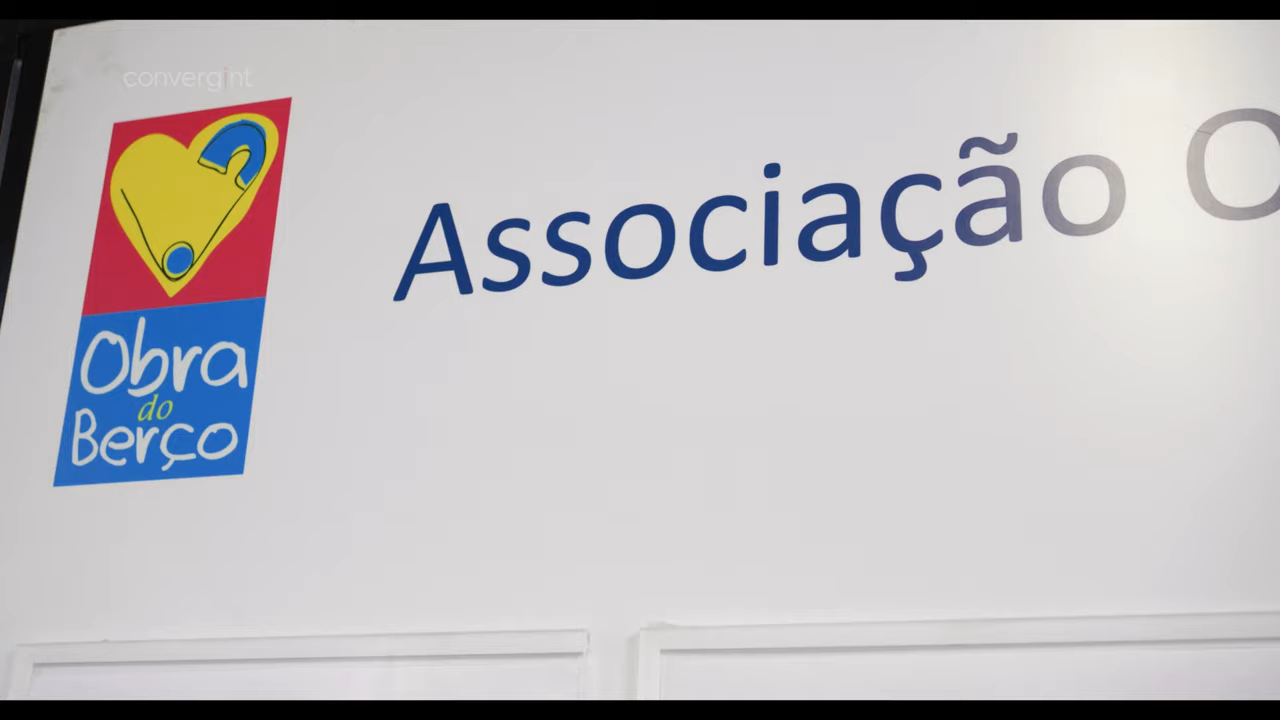 convergint
Associação O
Obra
do
Berço